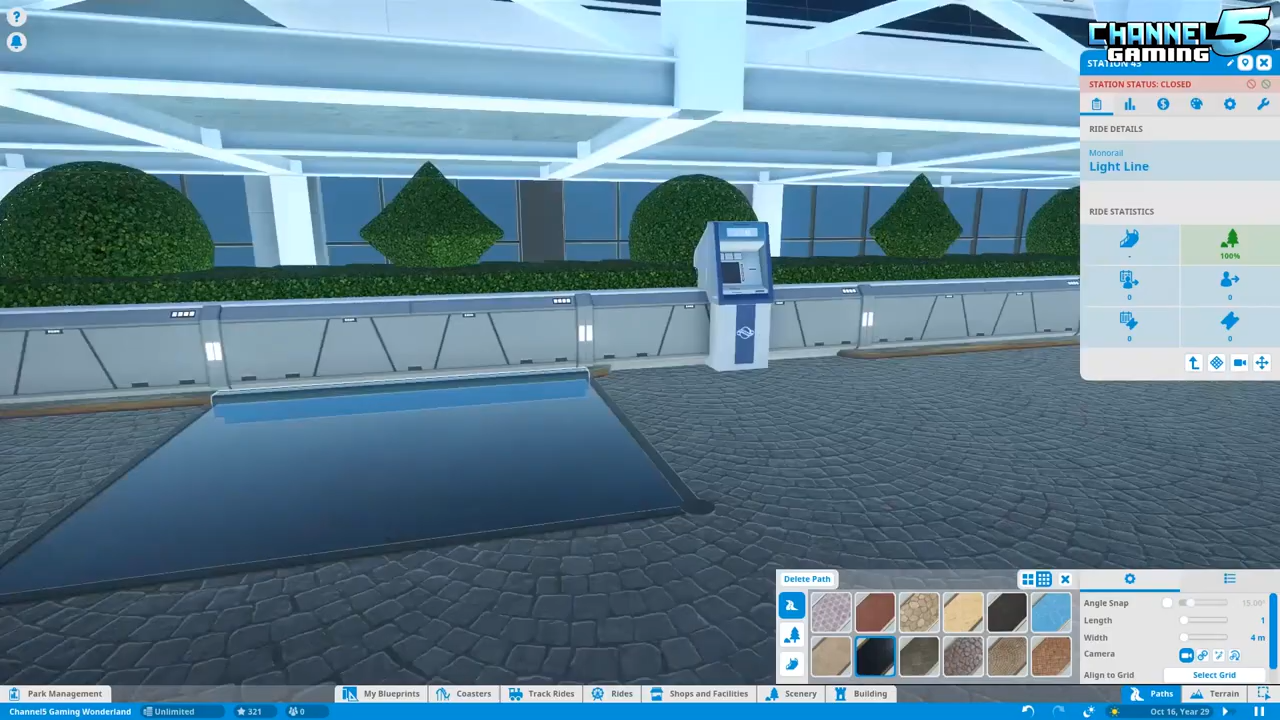 ?
CHANNEL 5
GAMING
STATION 43
STATION STATUS: CLOSED
RIDE DETAILS
Monorail
Light Line
RIDE STATISTICS
-
100%
0
0
0
0
Delete Path
Angle Snap
15.00°
Length
1
Width
4 m
Camera
Align to Grid
Select Grid
Park Management
My Blueprints
Coasters
Track Rides
Rides
Shops and Facilities
Scenery
Building
Paths
Terrain
Channel5 Gaming Wonderland
Unlimited
321
0
Oct 16, Year 29